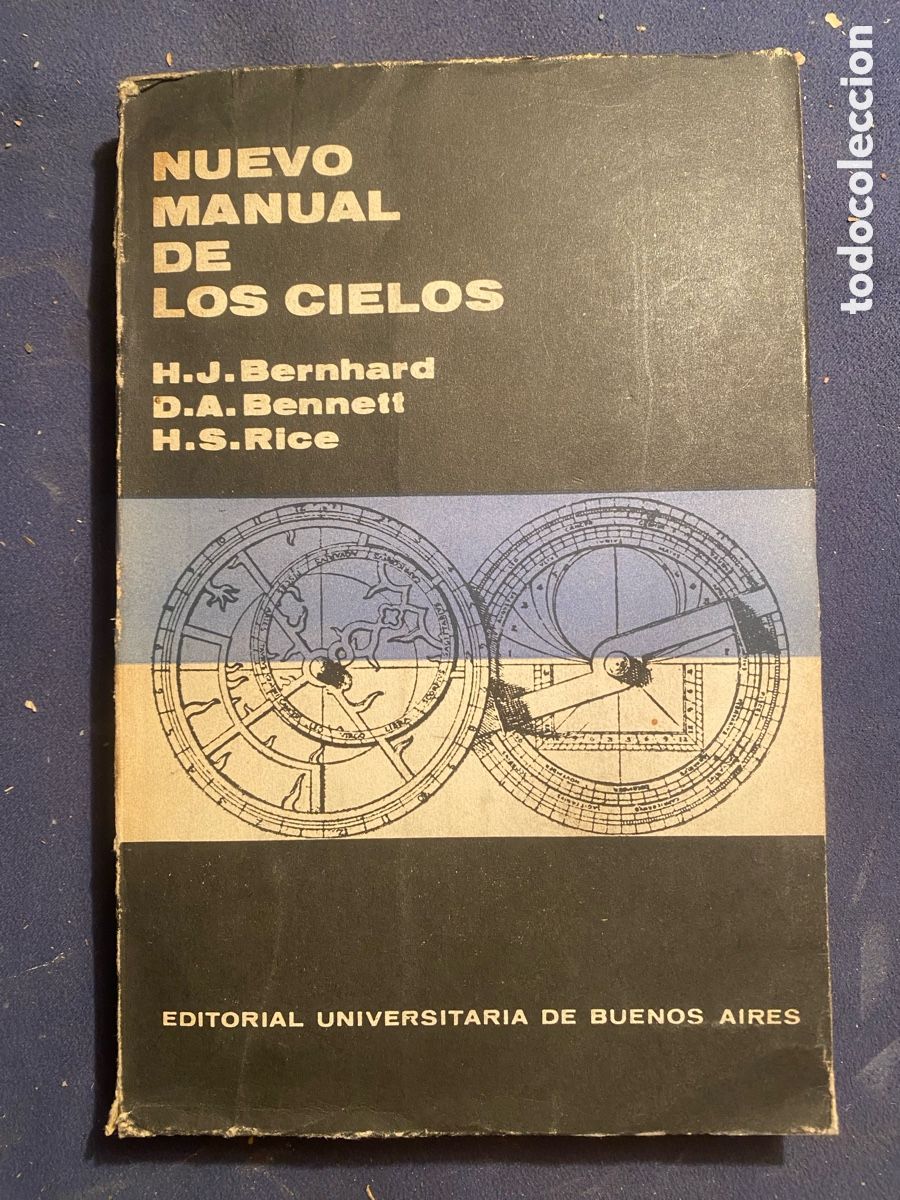 NUEVO
MANUAL
DE
LOS CIELOS
H.J.Bernhard
D.A.Bennett
H.S.Rice
EDITORIAL UNIVERSITARIA DE BUENOS AIRES
todocoleccion